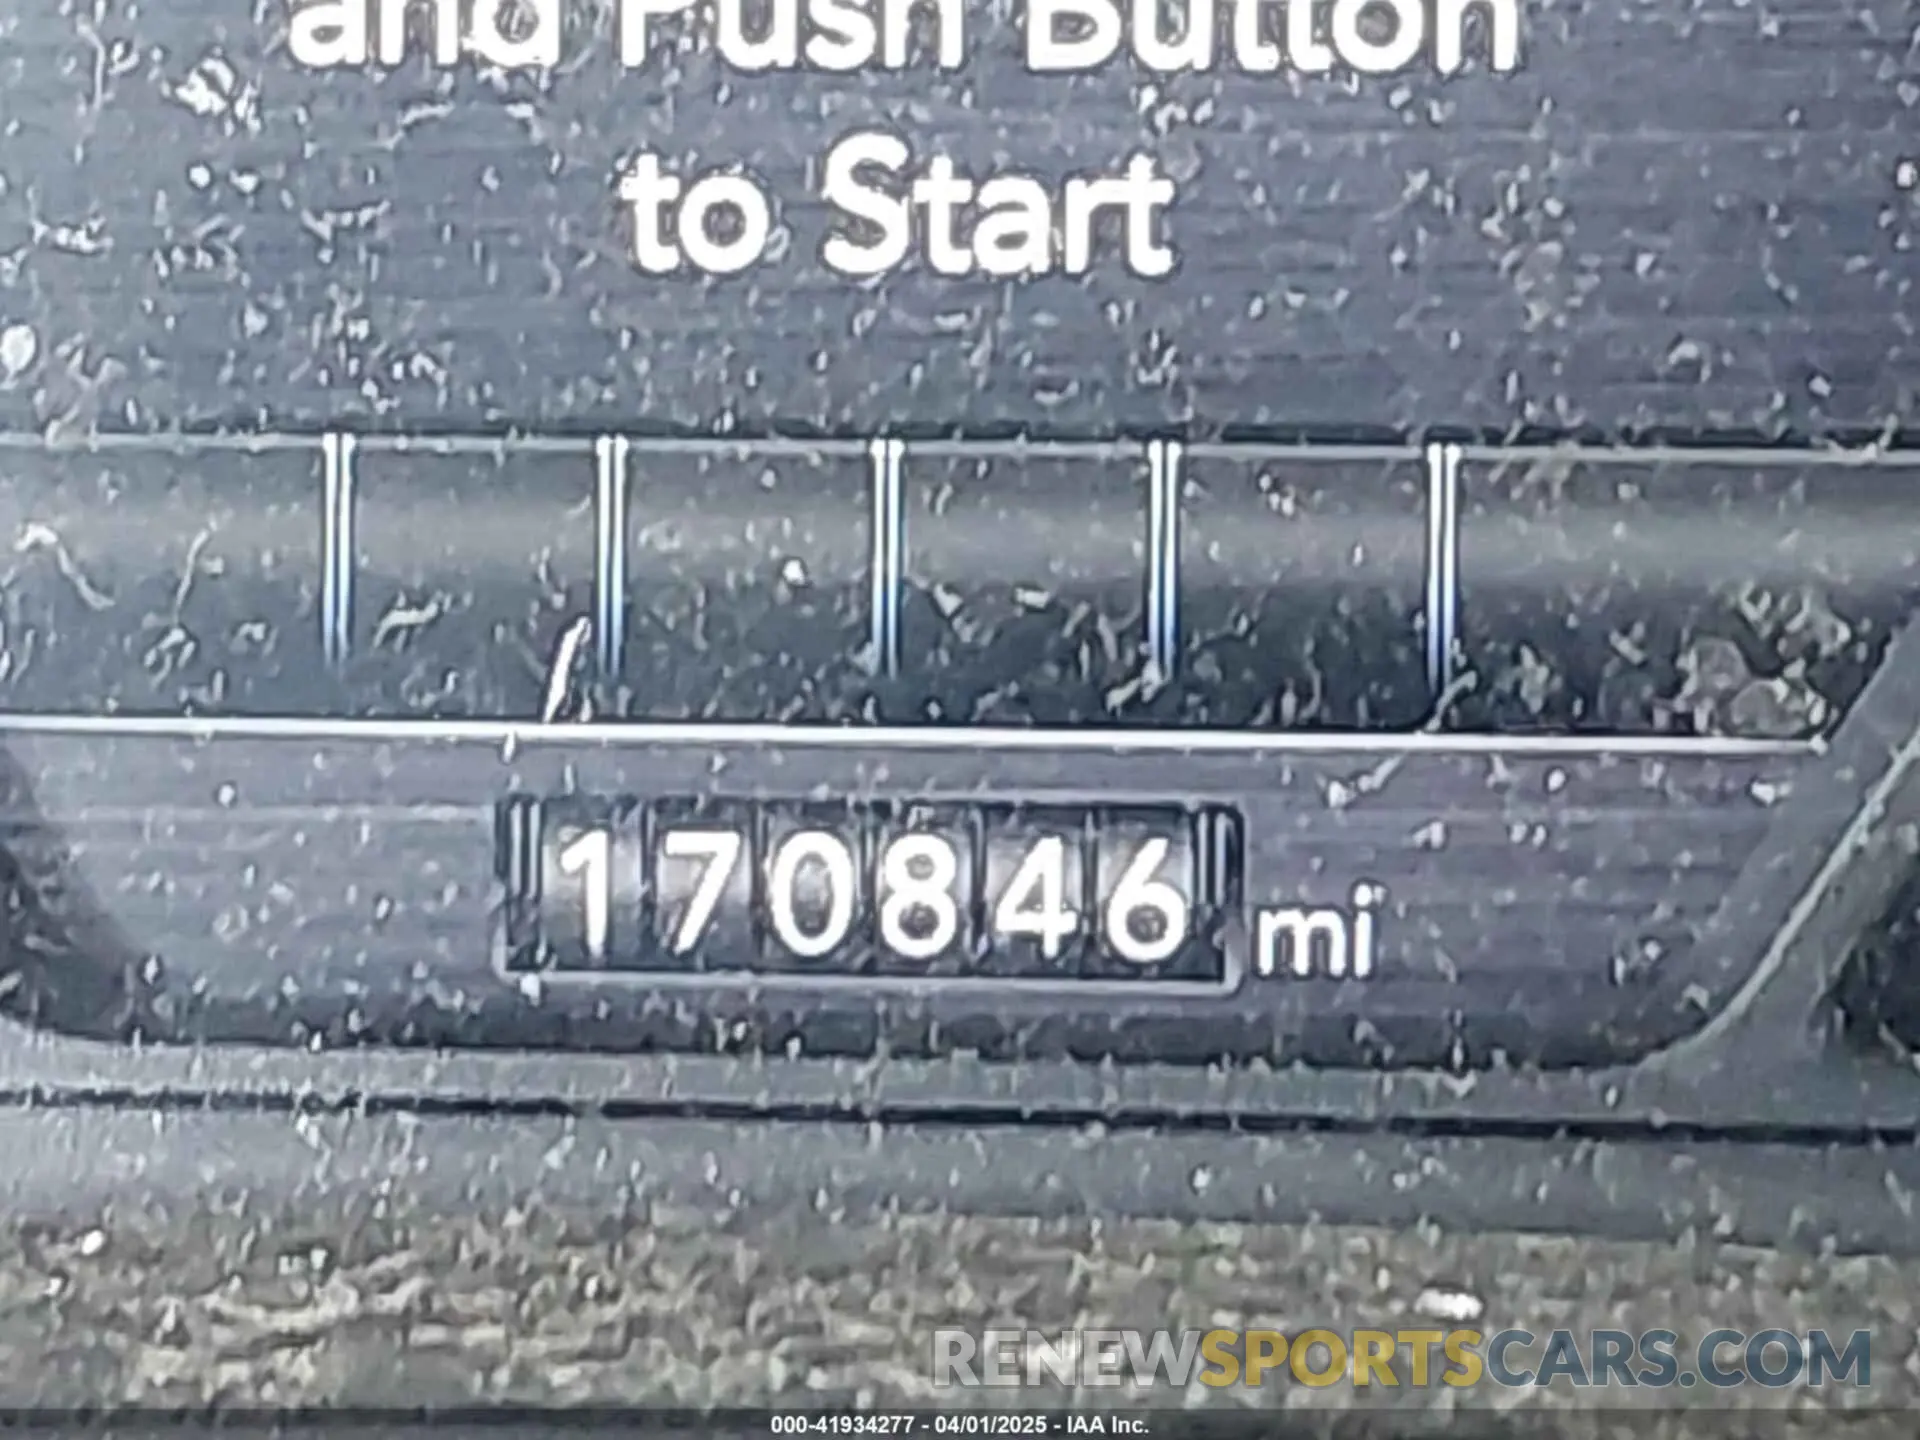 and Push Button
to Start
170846 mi
RENEWSPORTSCARS.COM
000-41934277 - 04/01/2025 - IAA Inc.